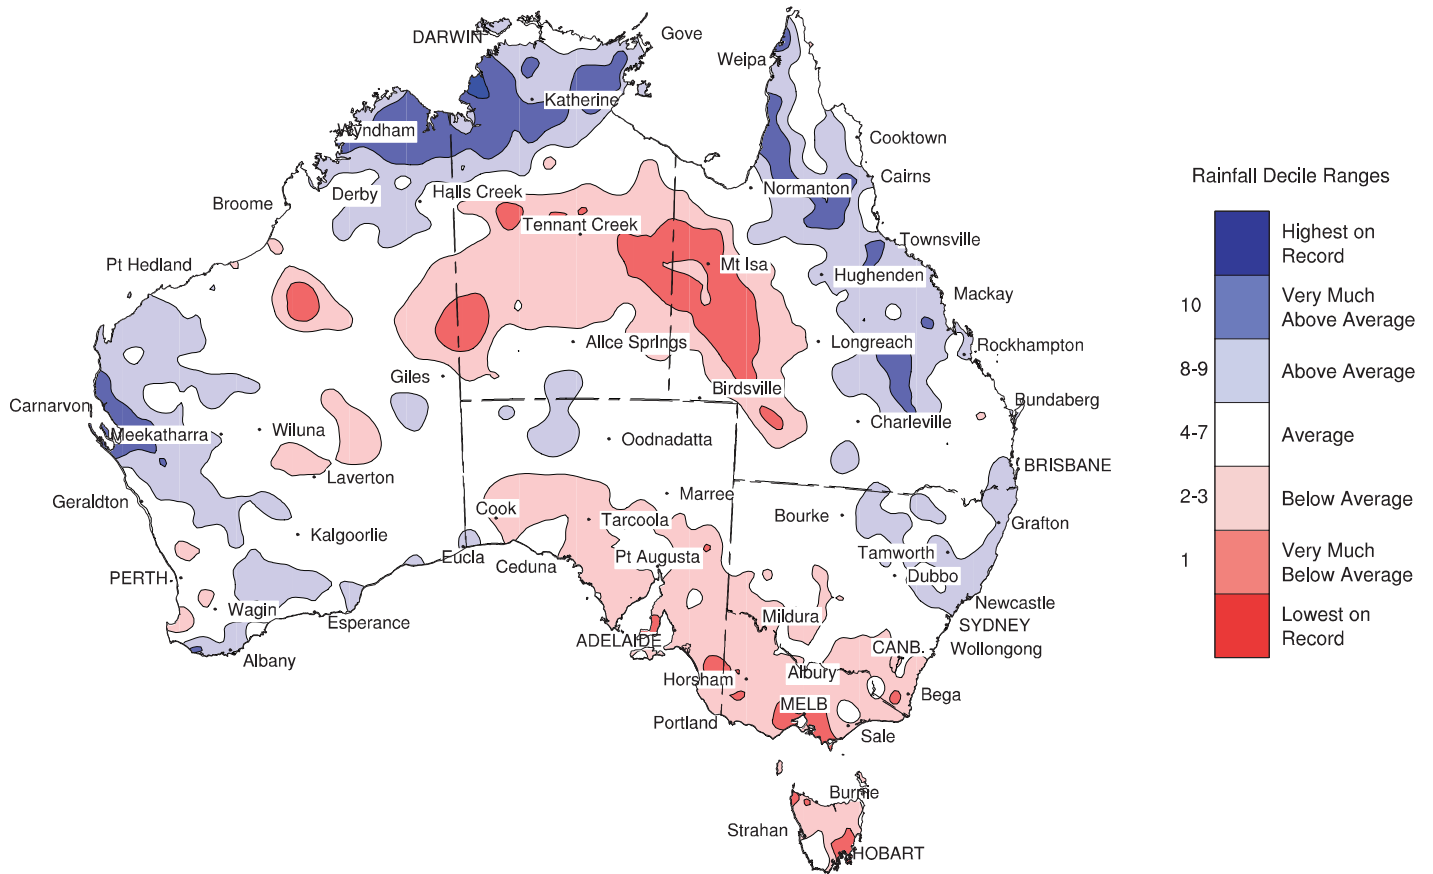 DARWIN
Gove
Weipa
Katherine
Wyndham
Cooktown
Cairns
Derby
Halls Creek
Normanton
Broome
Tennant Creek
Townsville
Pt Hedland
Mt Isa
Hughenden
Mackay
Alice Springs
Longreach
Rockhampton
Giles
Birdsville
Carnarvon
Bundaberg
Meekatharra
Wiluna
Oodnadatta
Charleville
BRISBANE
Laverton
Geraldton
Marree
Cook
Tarcoola
Bourke
Grafton
Kalgoorlie
Eucla
Ceduna
Pt Augusta
Tamworth
Dubbo
PERTH
Wagin
Esperance
Newcastle
Mildura
SYDNEY
ADELAIDE
CANB.
Wollongong
Albany
Horsham
Albury
Bega
MELB
Portland
Sale
Burnie
Strahan
HOBART
Rainfall Decile Ranges
Highest on
Record
10
Very Much
Above Average
8-9
Above Average
4-7
Average
2-3
Below Average
1
Very Much
Below Average
Lowest on
Record